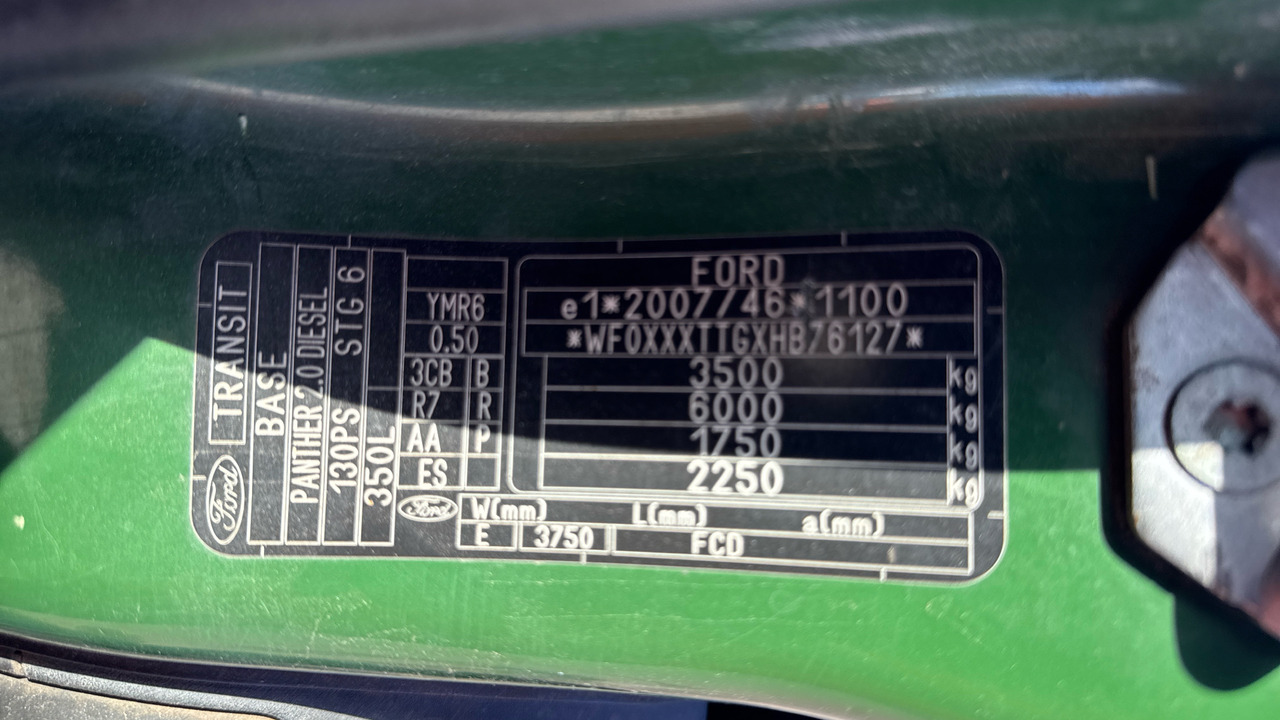 TRANSIT
BASE
PANTHER 2.0 DIESEL
130PS STG 6
350L
Ford
YMR6
0.50
3CB B
R7 R
AA P
ES
FORD
e1*2007/46*1100
*WF0XXXTTGXHB76127*
3500 kg
6000 kg
1750 kg
2250 kg
Ford W(mm) L(mm) a(mm)
E 3750 FCD